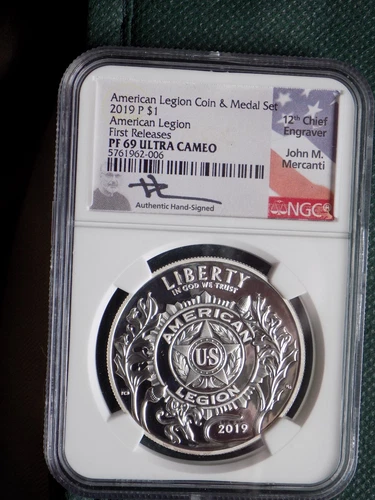 American Legion Coin & Medal Set
2019 P $1
American Legion
First Releases
PF 69 ULTRA CAMEO
5761962-006
Authentic Hand-Signed
12th Chief
Engraver
John M.
Mercanti
NGC
LIBERTY
IN GOD WE TRUST
AMERICAN
U·S
LEGION
2019